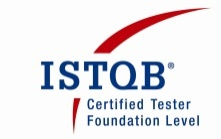 ISTQB®
Certified Tester
Foundation Level